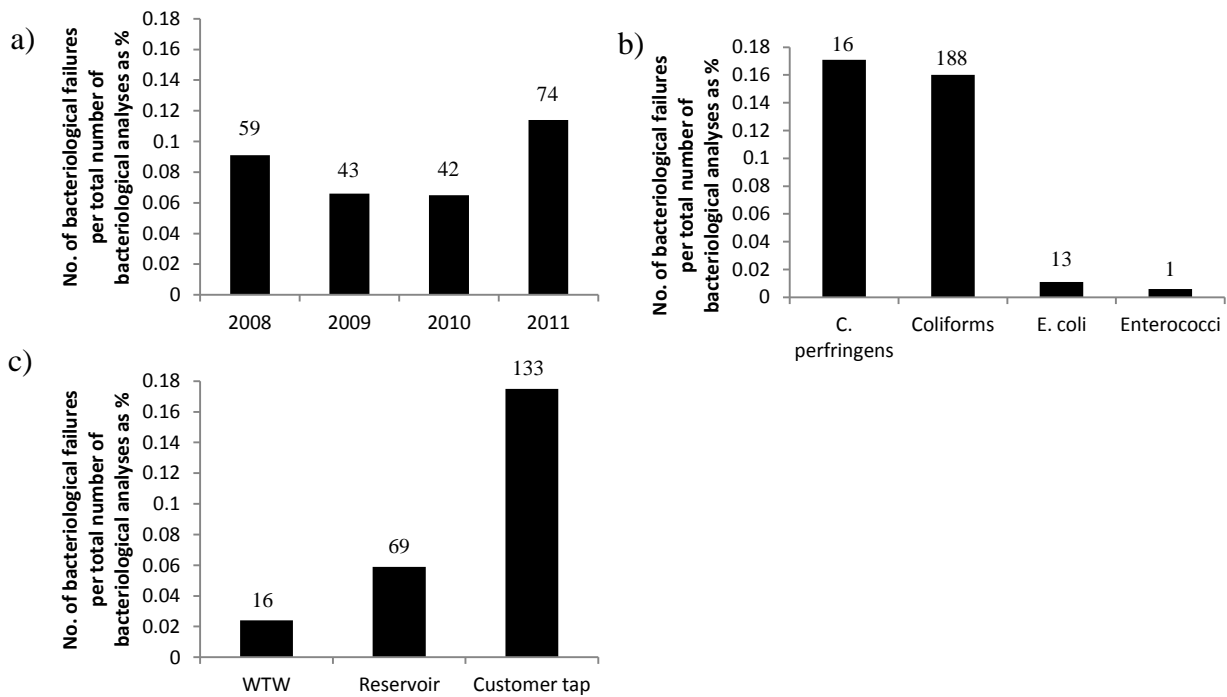 a)
No. of bacteriological failures
per total number of
bacteriological analyses as %
0.18
0.16
0.14
0.12
0.1
0.08
0.06
0.04
0.02
0
59
43
42
74
2008
2009
2010
2011
b)
No. of bacteriological failures
per total number of
bacteriological analyses as %
0.18
0.16
0.14
0.12
0.1
0.08
0.06
0.04
0.02
0
16
188
13
1
C.
perfringens
Coliforms
E. coli
Enterococci
c)
No. of bacteriological failures
per total number of
bacteriological analyses as %
0.18
0.16
0.14
0.12
0.1
0.08
0.06
0.04
0.02
0
16
69
133
WTW
Reservoir
Customer tap